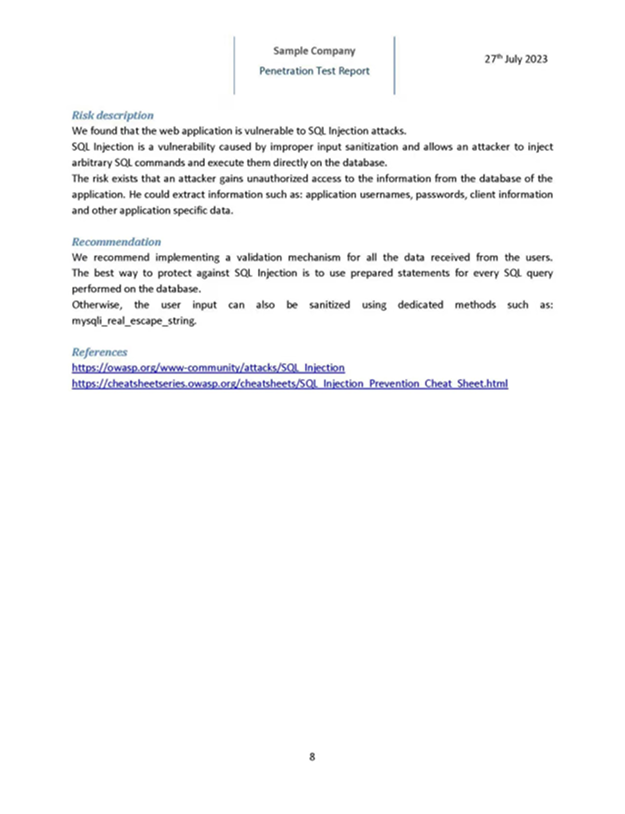 Sample Company
Penetration Test Report
27th July 2023
Risk description
We found that the web application is vulnerable to SQL Injection attacks.
SQL Injection is a vulnerability caused by improper input sanitization and allows an attacker to inject
arbitrary SQL commands and execute them directly on the database.
The risk exists that an attacker gains unauthorized access to the information from the database of the
application. He could extract information such as: application usernames, passwords, client information
and other application specific data.
Recommendation
We recommend implementing a validation mechanism for all the data received from the users.
The best way to protect against SQL Injection is to use prepared statements for every SQL query
performed on the database.
Otherwise, the user input can also be sanitized using dedicated methods such as:
mysqli_real_escape_string.
References
https://owasp.org/www-community/attacks/SQL_Injection
https://cheatsheetseries.owasp.org/cheatsheets/SQL_Injection_Prevention_Cheat_Sheet.html
8